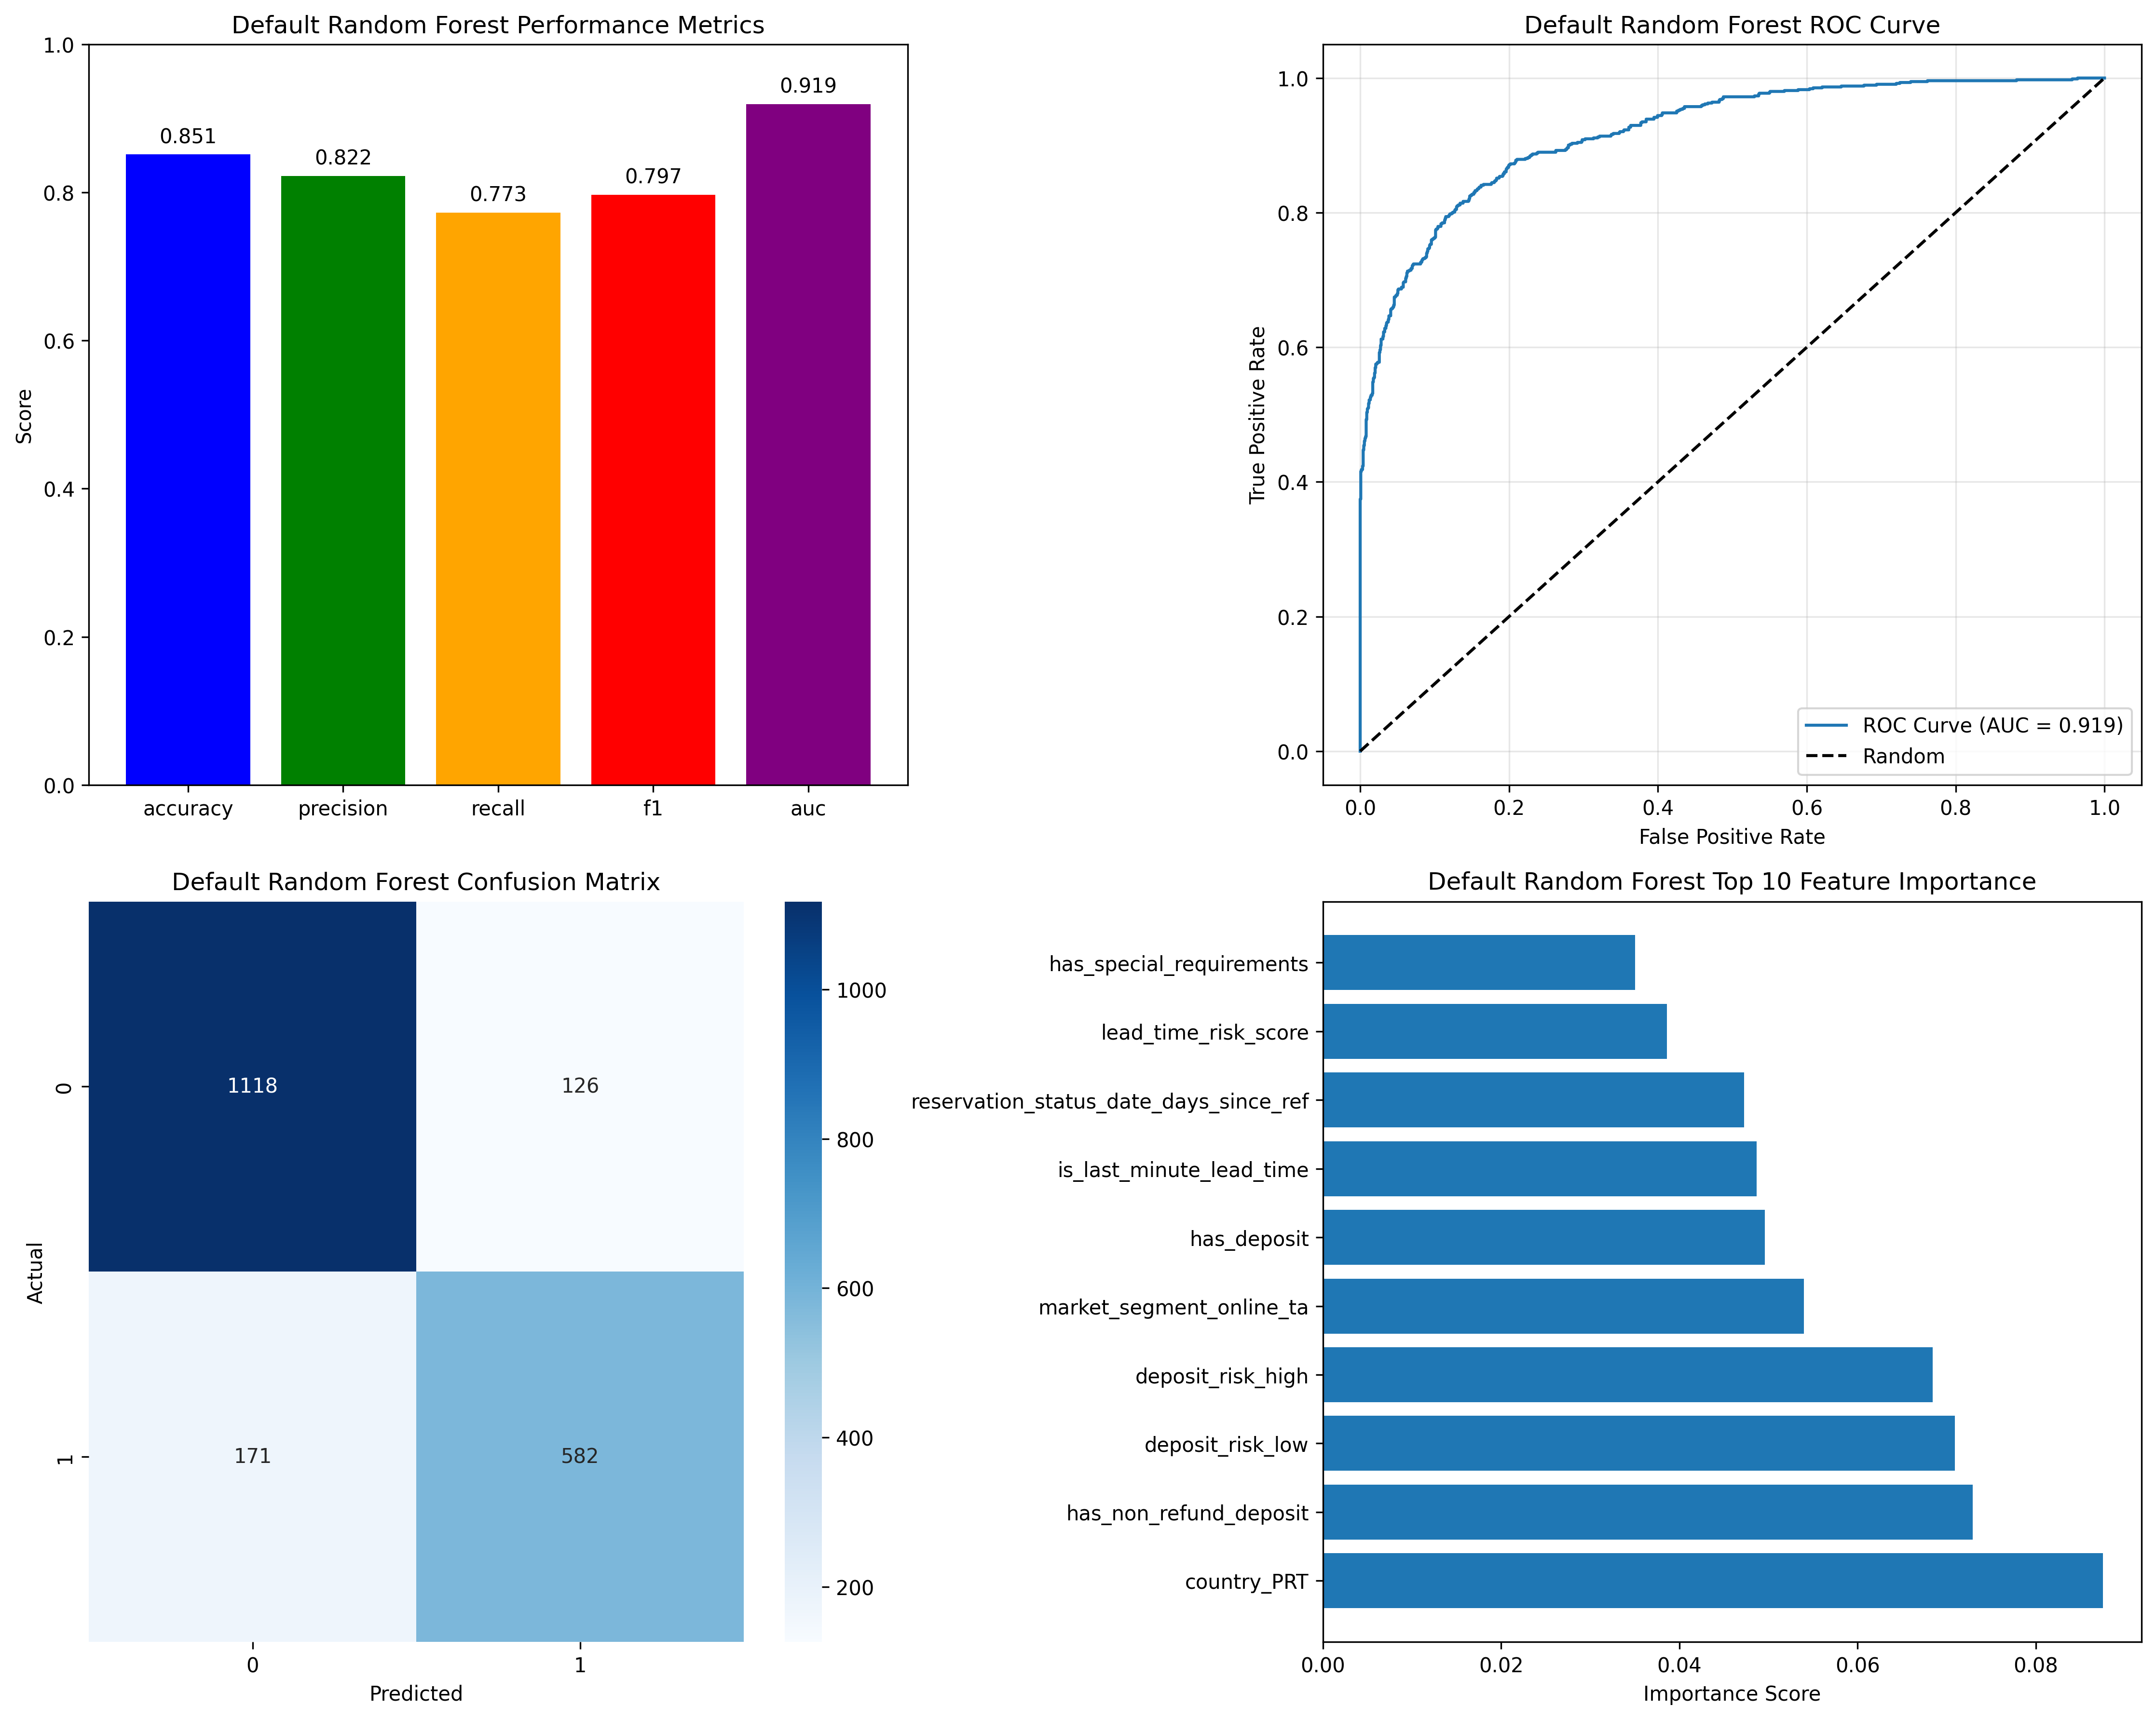 Default Random Forest Performance Metrics
1.0
0.8
0.6
0.4
0.2
0.0
Score
0.851
0.822
0.773
0.797
0.919
accuracy precision recall f1 auc
Default Random Forest ROC Curve
1.0
0.8
0.6
0.4
0.2
0.0
True Positive Rate
ROC Curve (AUC = 0.919)
Random
0.0 0.2 0.4 0.6 0.8 1.0
False Positive Rate
Default Random Forest Confusion Matrix
Actual
0
1
1118 126
171 582
0 1
Predicted
1000
800
600
400
200
Default Random Forest Top 10 Feature Importance
has_special_requirements
lead_time_risk_score
reservation_status_date_days_since_ref
is_last_minute_lead_time
has_deposit
market_segment_online_ta
deposit_risk_high
deposit_risk_low
has_non_refund_deposit
country_PRT
0.00 0.02 0.04 0.06 0.08
Importance Score